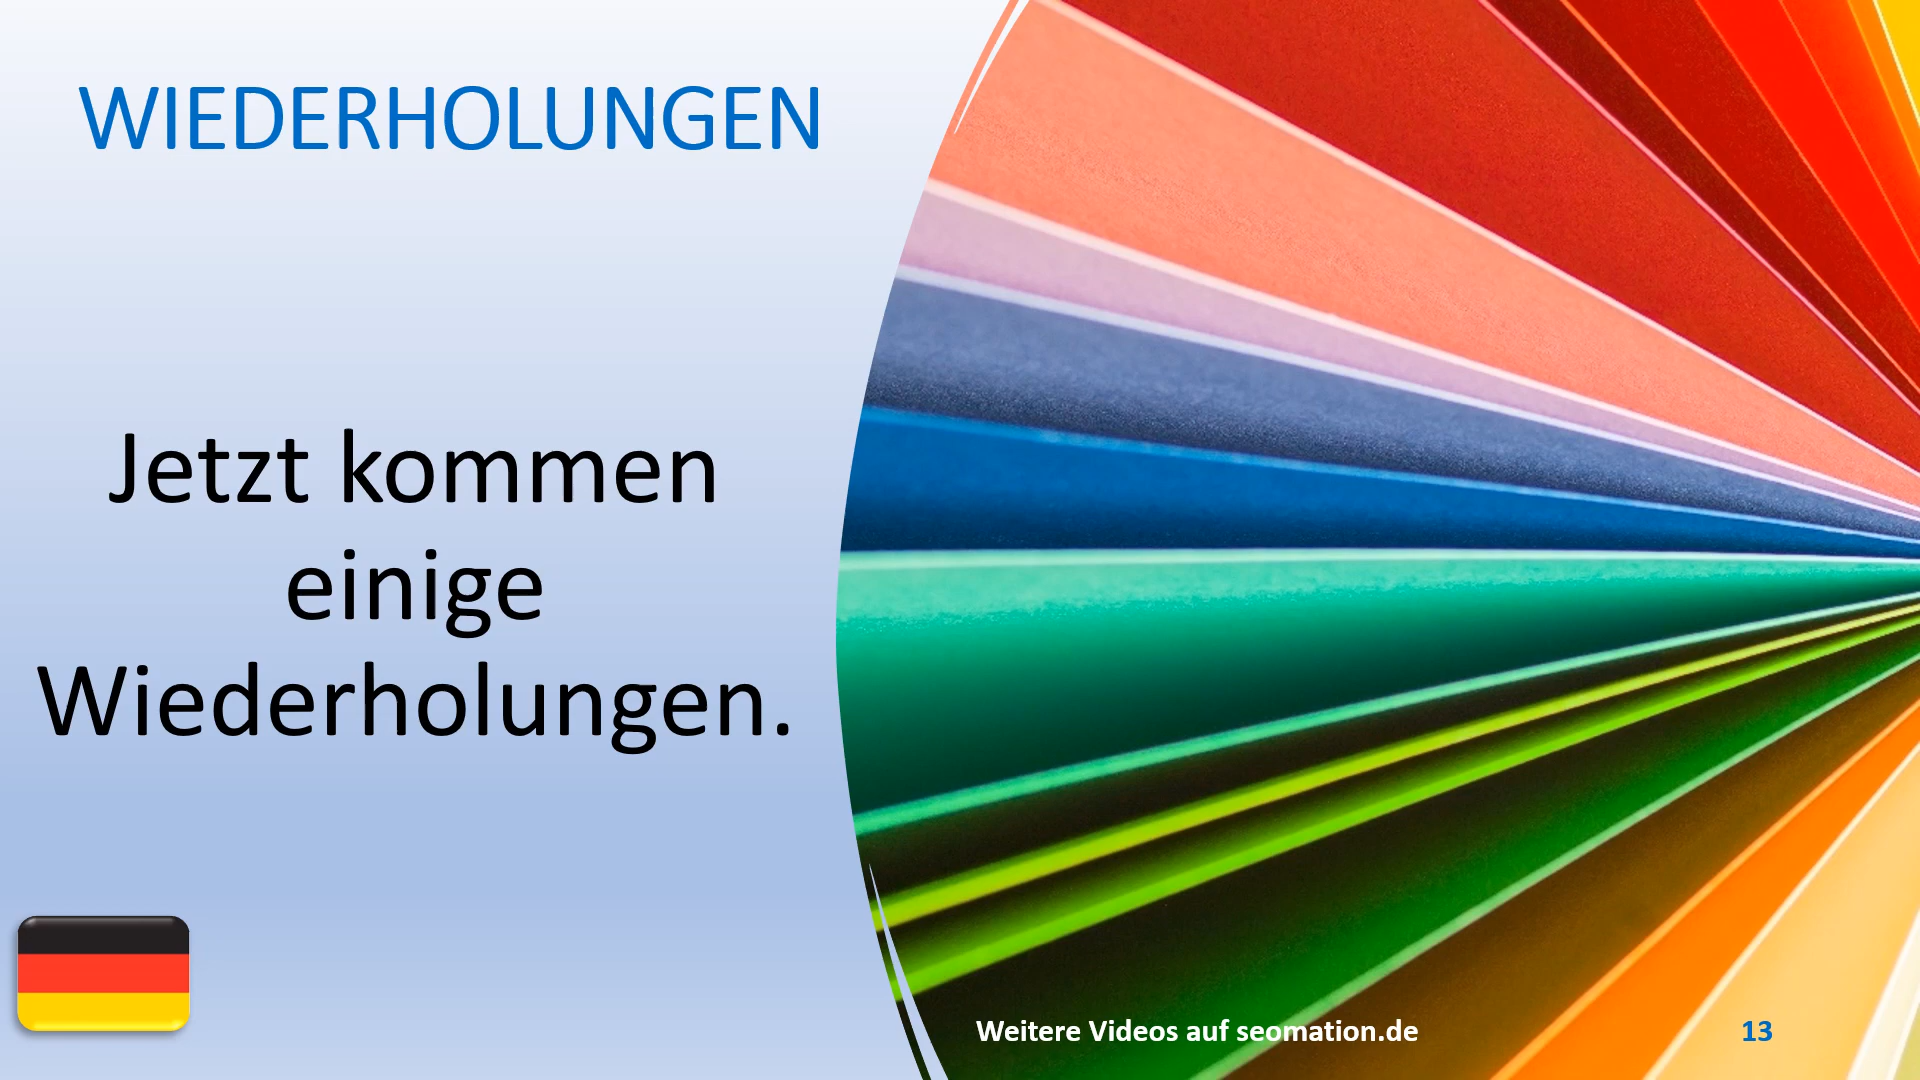 WIEDERHOLUNGEN
Jetzt kommen
einige
Wiederholungen.
Weitere Videos auf seomation.de
13